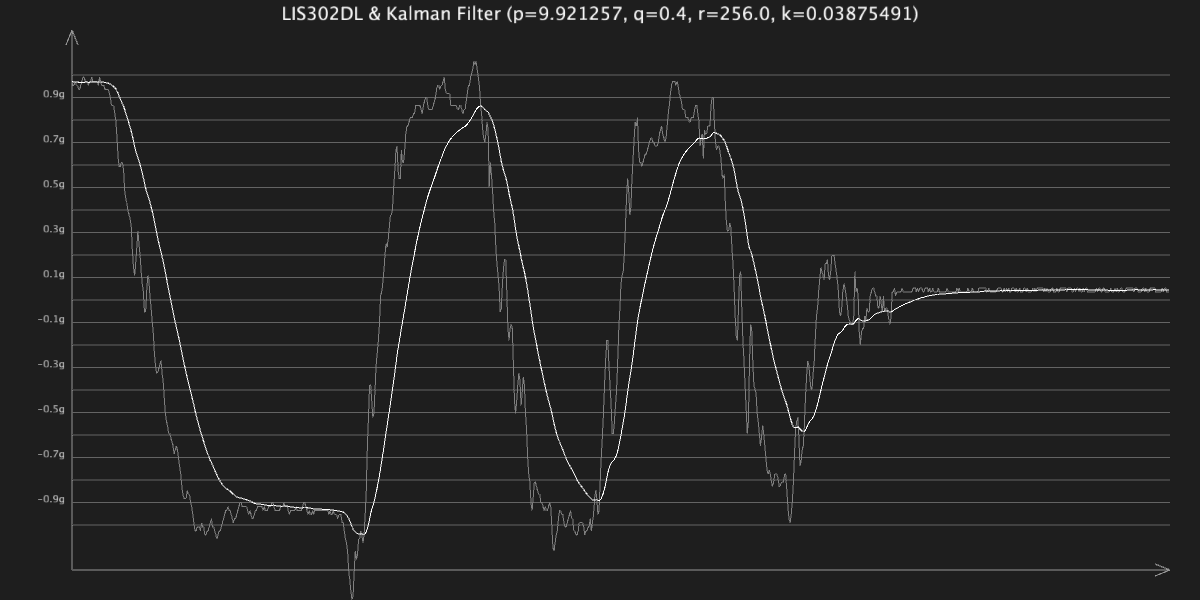 LIS302DL & Kalman Filter (p=9.921257, q=0.4, r=256.0, k=0.03875491)
0.9g
0.7g
0.5g
0.3g
0.1g
-0.1g
-0.3g
-0.5g
-0.7g
-0.9g